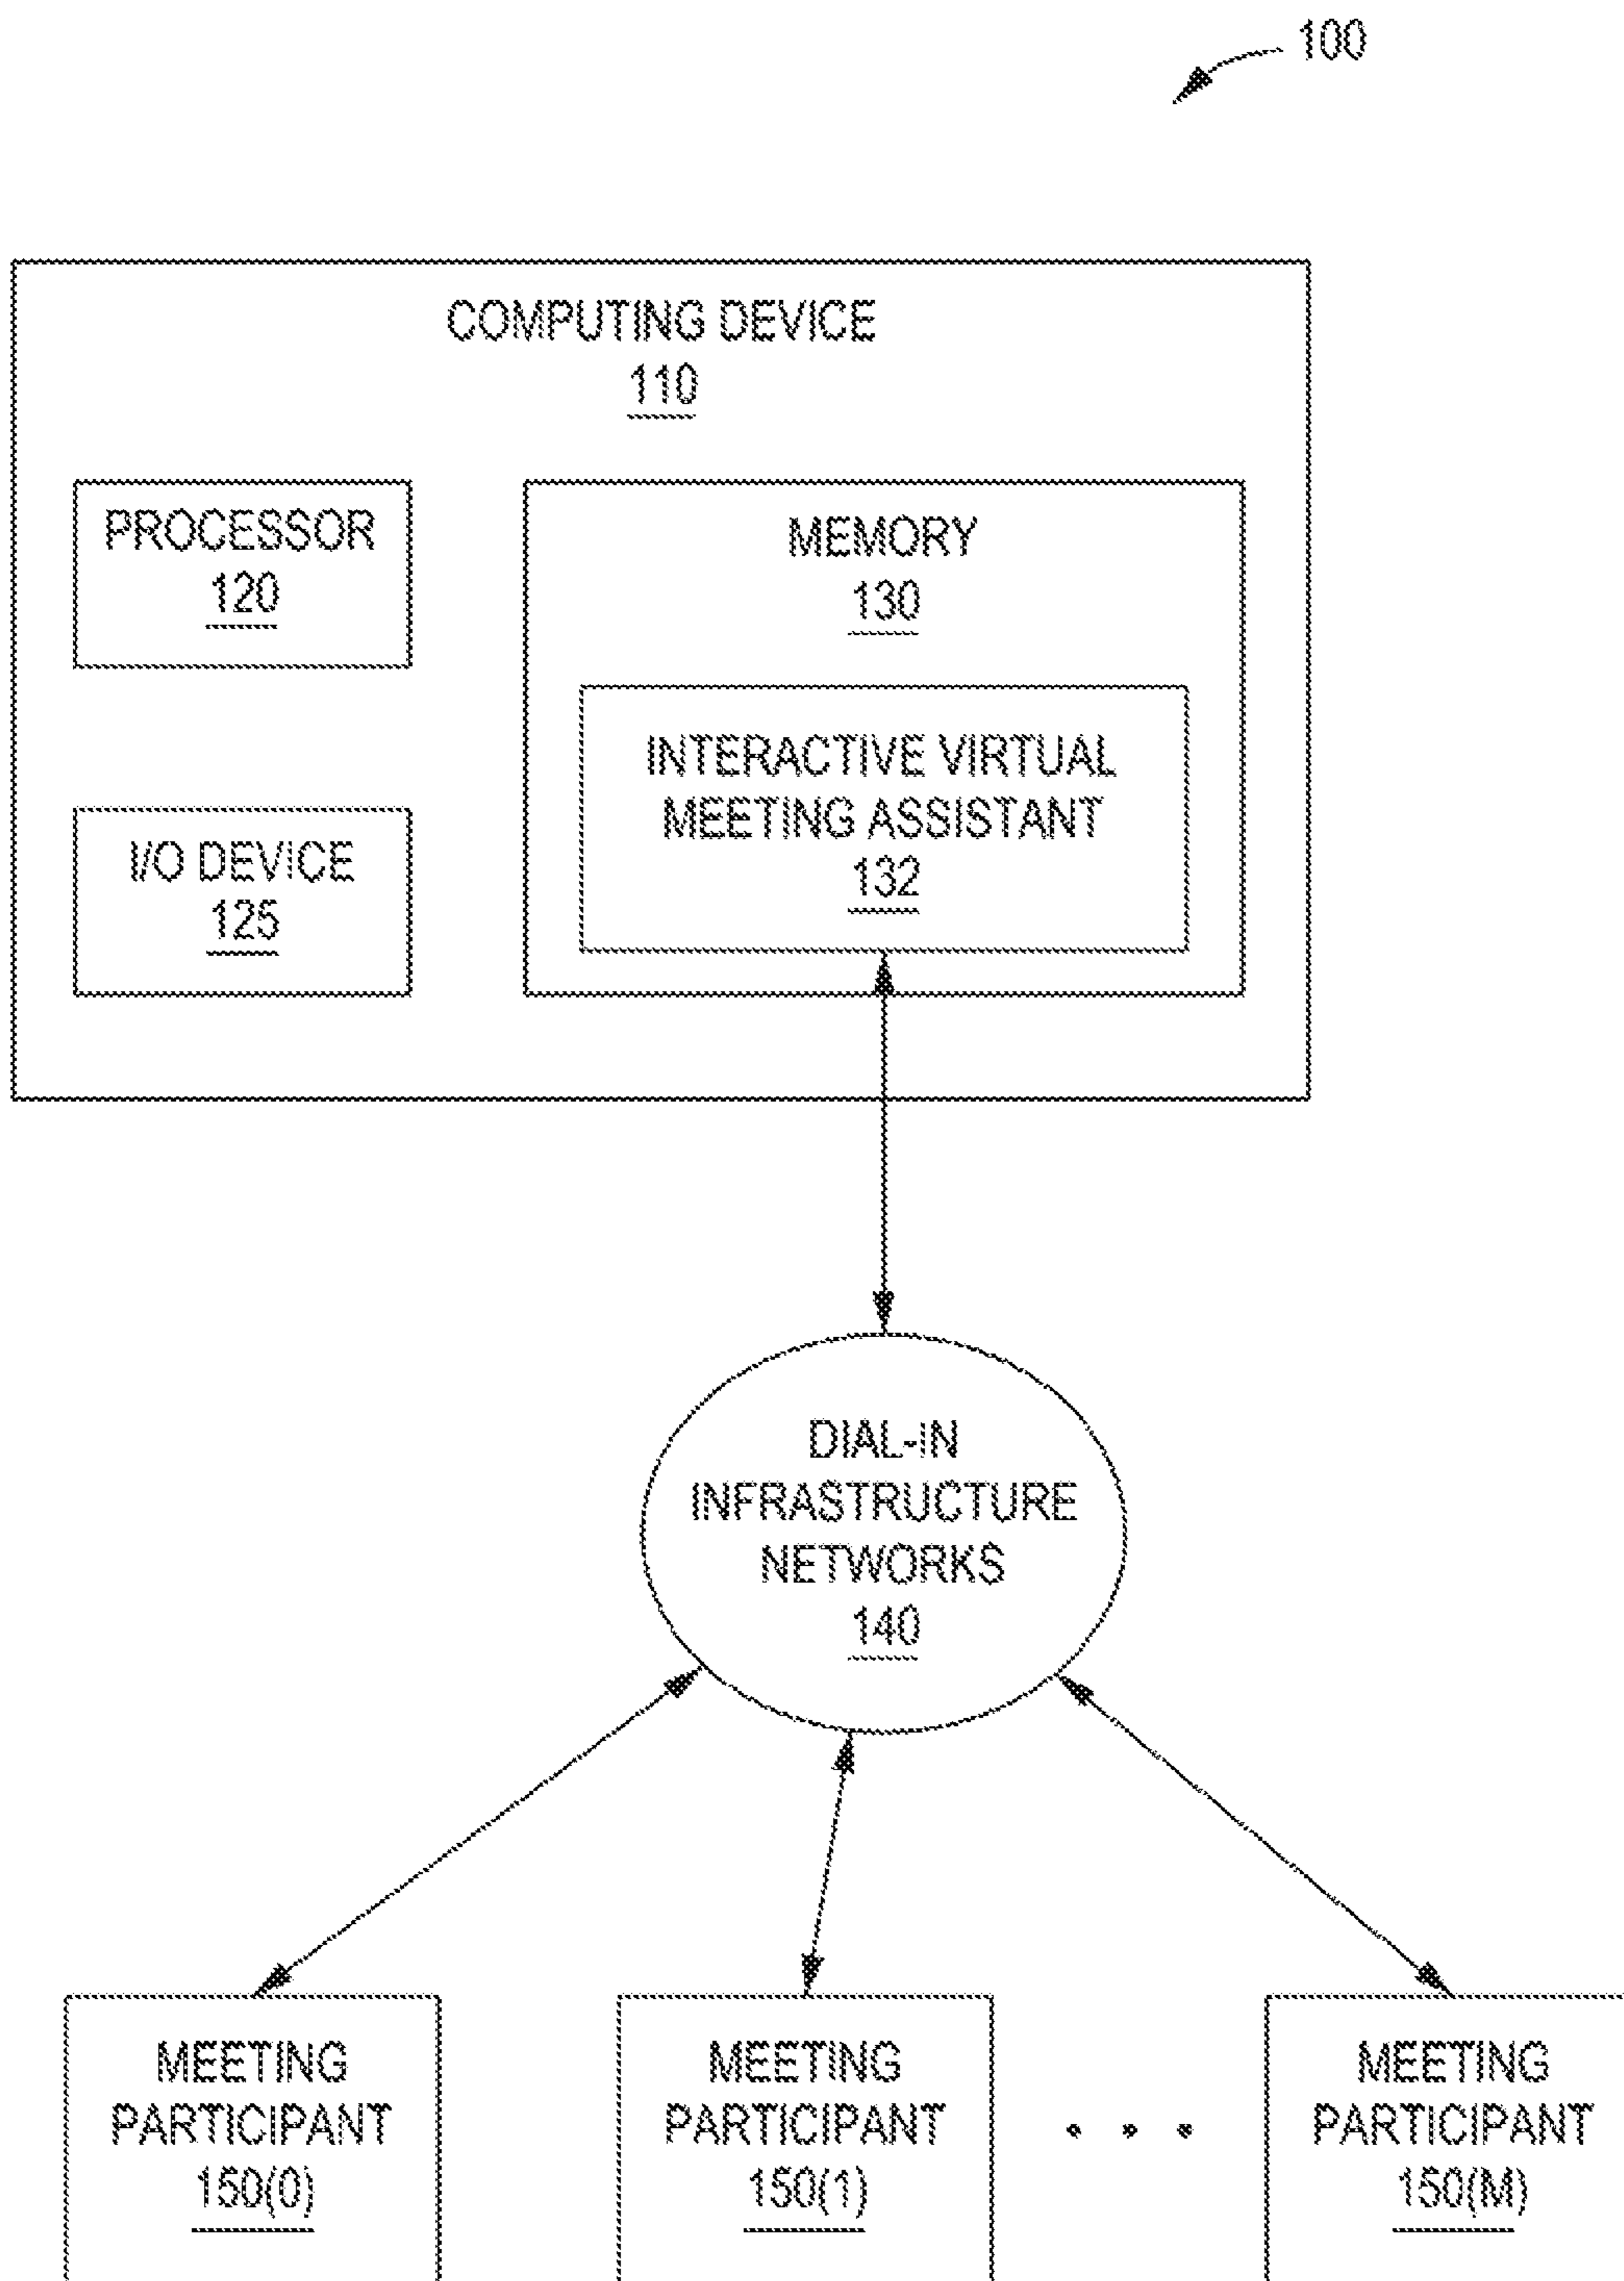 100
COMPUTING DEVICE
110
PROCESSOR
120
MEMORY
130
INTERACTIVE VIRTUAL
MEETING ASSISTANT
132
I/O DEVICE
125
DIAL-IN
INFRASTRUCTURE
NETWORKS
140
MEETING
PARTICIPANT
150(0)
MEETING
PARTICIPANT
150(1)
• • •
MEETING
PARTICIPANT
150(M)